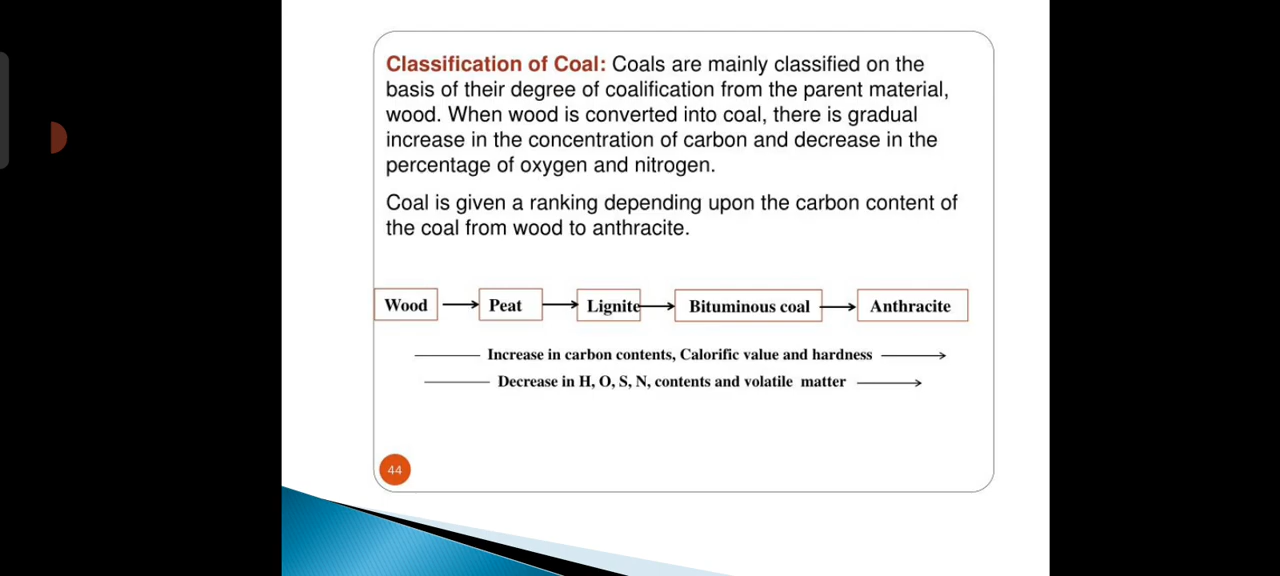 Classification of Coal: Coals are mainly classified on the
basis of their degree of coalification from the parent material,
wood. When wood is converted into coal, there is gradual
increase in the concentration of carbon and decrease in the
percentage of oxygen and nitrogen.
Coal is given a ranking depending upon the carbon content of
the coal from wood to anthracite.
Wood Peat Lignite Bituminous coal Anthracite
Increase in carbon contents, Calorific value and hardness
Decrease in H, O, S, N, contents and volatile matter
44